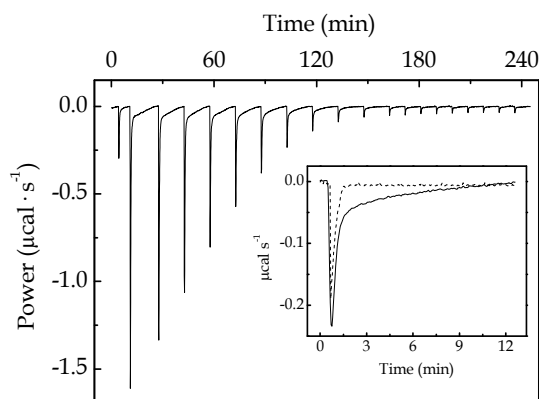 Time (min)
0 60 120 180 240
0.0
-0.5
-1.0
-1.5
Power (μcal · s⁻¹)
0.0
-0.1
-0.2
μcal s⁻¹
0 3 6 9 12
Time (min)